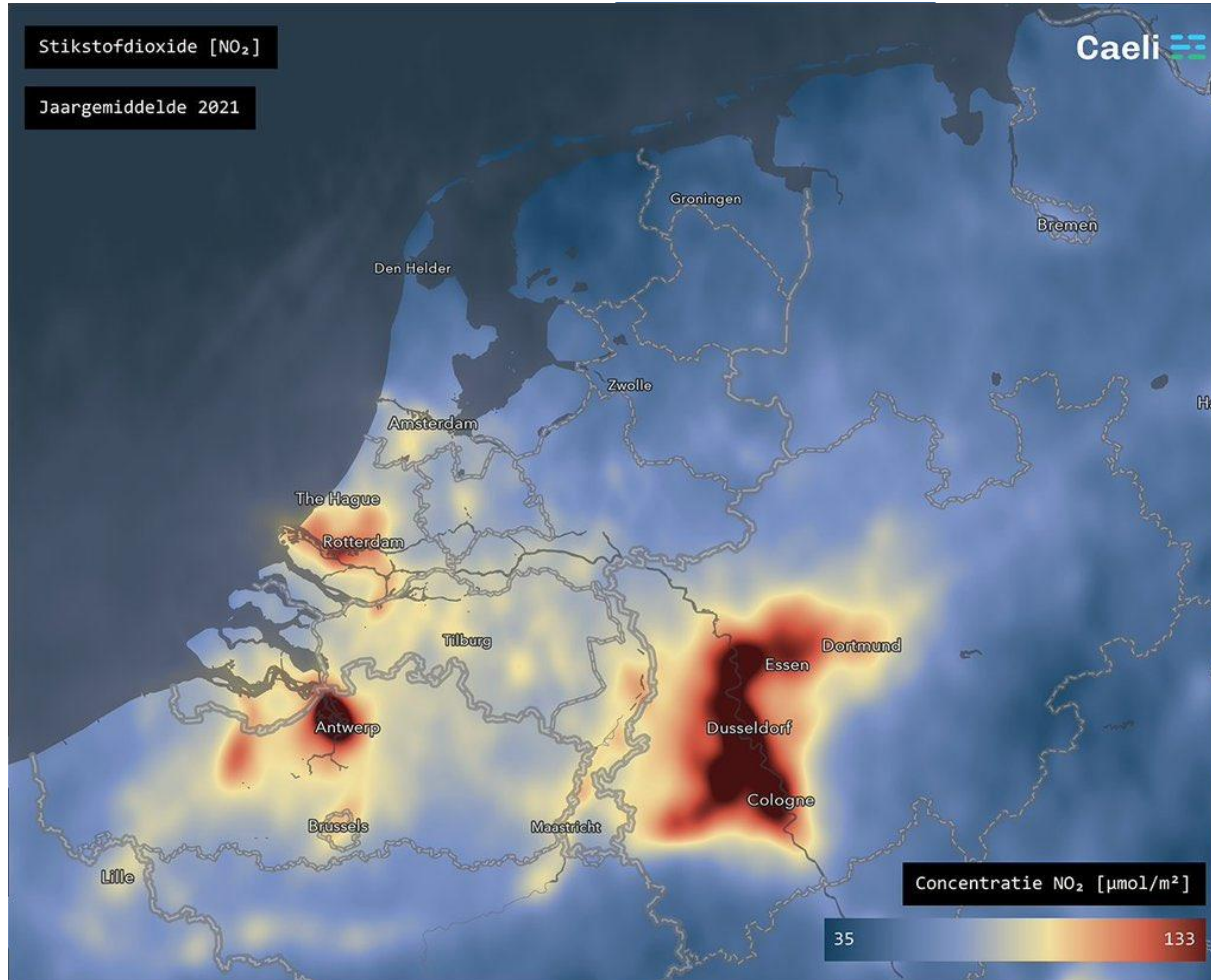 Stikstofdioxide [NO₂]
Caeli
Jaargemiddelde 2021
Groningen
Bremen
Den Helder
Zwolle
Amsterdam
The Hague
Rotterdam
Tilburg
Dortmund
Essen
Antwerp
Dusseldorf
Cologne
Brussels
Maastricht
Lille
Concentratie NO₂ [µmol/m²]
35 133